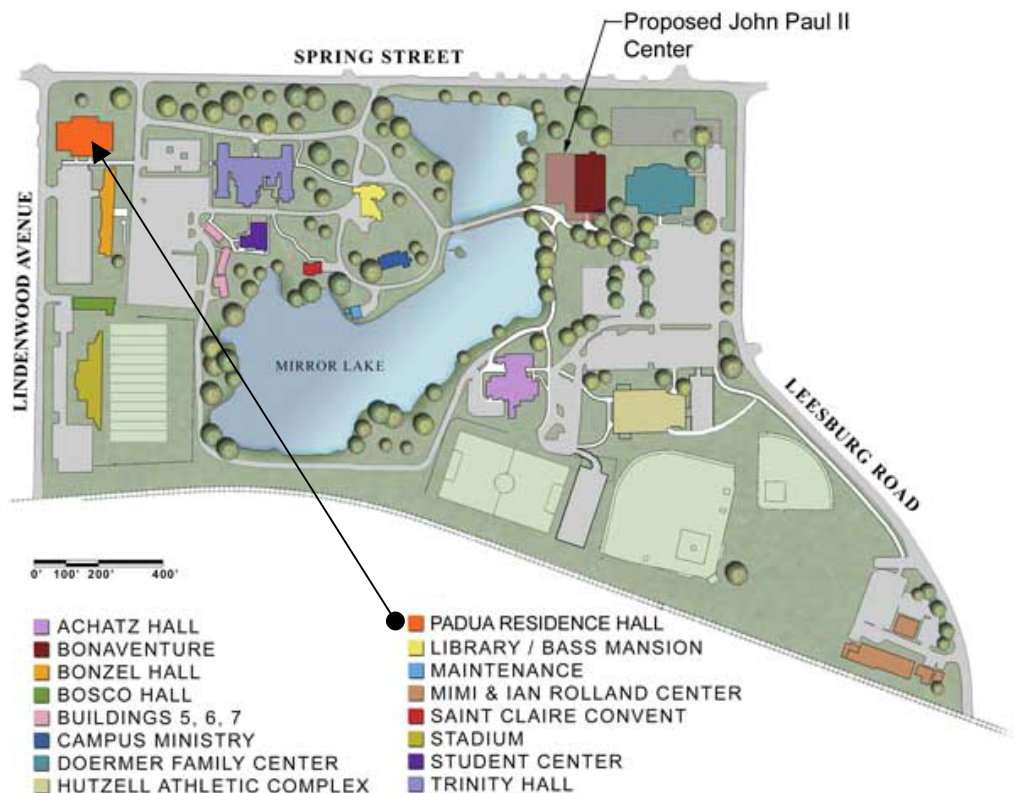 Proposed John Paul II
Center
SPRING STREET
LINDENWOOD AVENUE
MIRROR LAKE
LEESBURG ROAD
0' 100' 200' 400'
ACHATZ HALL
BONAVENTURE
BONZEL HALL
BOSCO HALL
BUILDINGS 5, 6, 7
CAMPUS MINISTRY
DOERMER FAMILY CENTER
HUTZELL ATHLETIC COMPLEX
PADUA RESIDENCE HALL
LIBRARY / BASS MANSION
MAINTENANCE
MIMI & IAN ROLLAND CENTER
SAINT CLAIRE CONVENT
STADIUM
STUDENT CENTER
TRINITY HALL